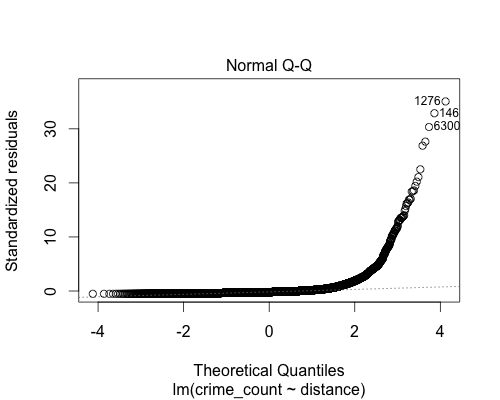 Normal Q-Q
Standardized residuals
30
20
10
0
1276
146
6300
-4 -2 0 2 4
Theoretical Quantiles
lm(crime_count ~ distance)